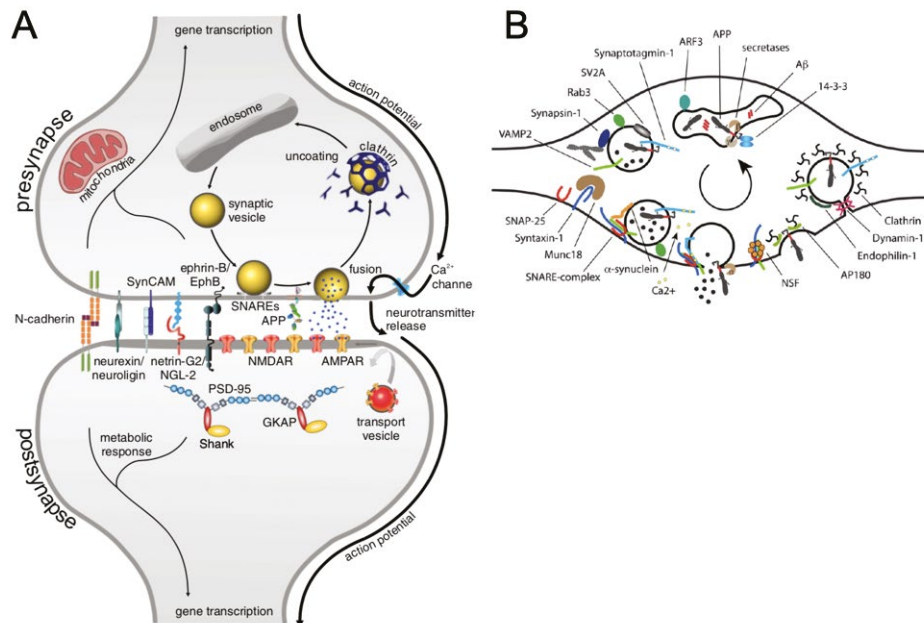 A
gene transcription
action potential
presynapse
mitochondria
endosome
uncoating
clathrin
synaptic
vesicle
ephrin-B/
EphB
fusion
Ca²⁺
channel
SynCAM
SNAREs
APP
N-cadherin
neurotransmitter
release
neurexin/
neuroligin
netrin-G2/
NGL-2
NMDAR
AMPAR
PSD-95
GKAP
Shank
transport
vesicle
metabolic
response
postsynapse
action potential
gene transcription
B
Synaptotagmin-1
SV2A
Rab3
Synapsin-1
VAMP2
ARF3
APP
secretases
Aβ
14-3-3
SNAP-25
Syntaxin-1
Munc18
SNARE-complex
α-synuclein
Ca2+
NSF
AP180
Endophilin-1
Dynamin-1
Clathrin